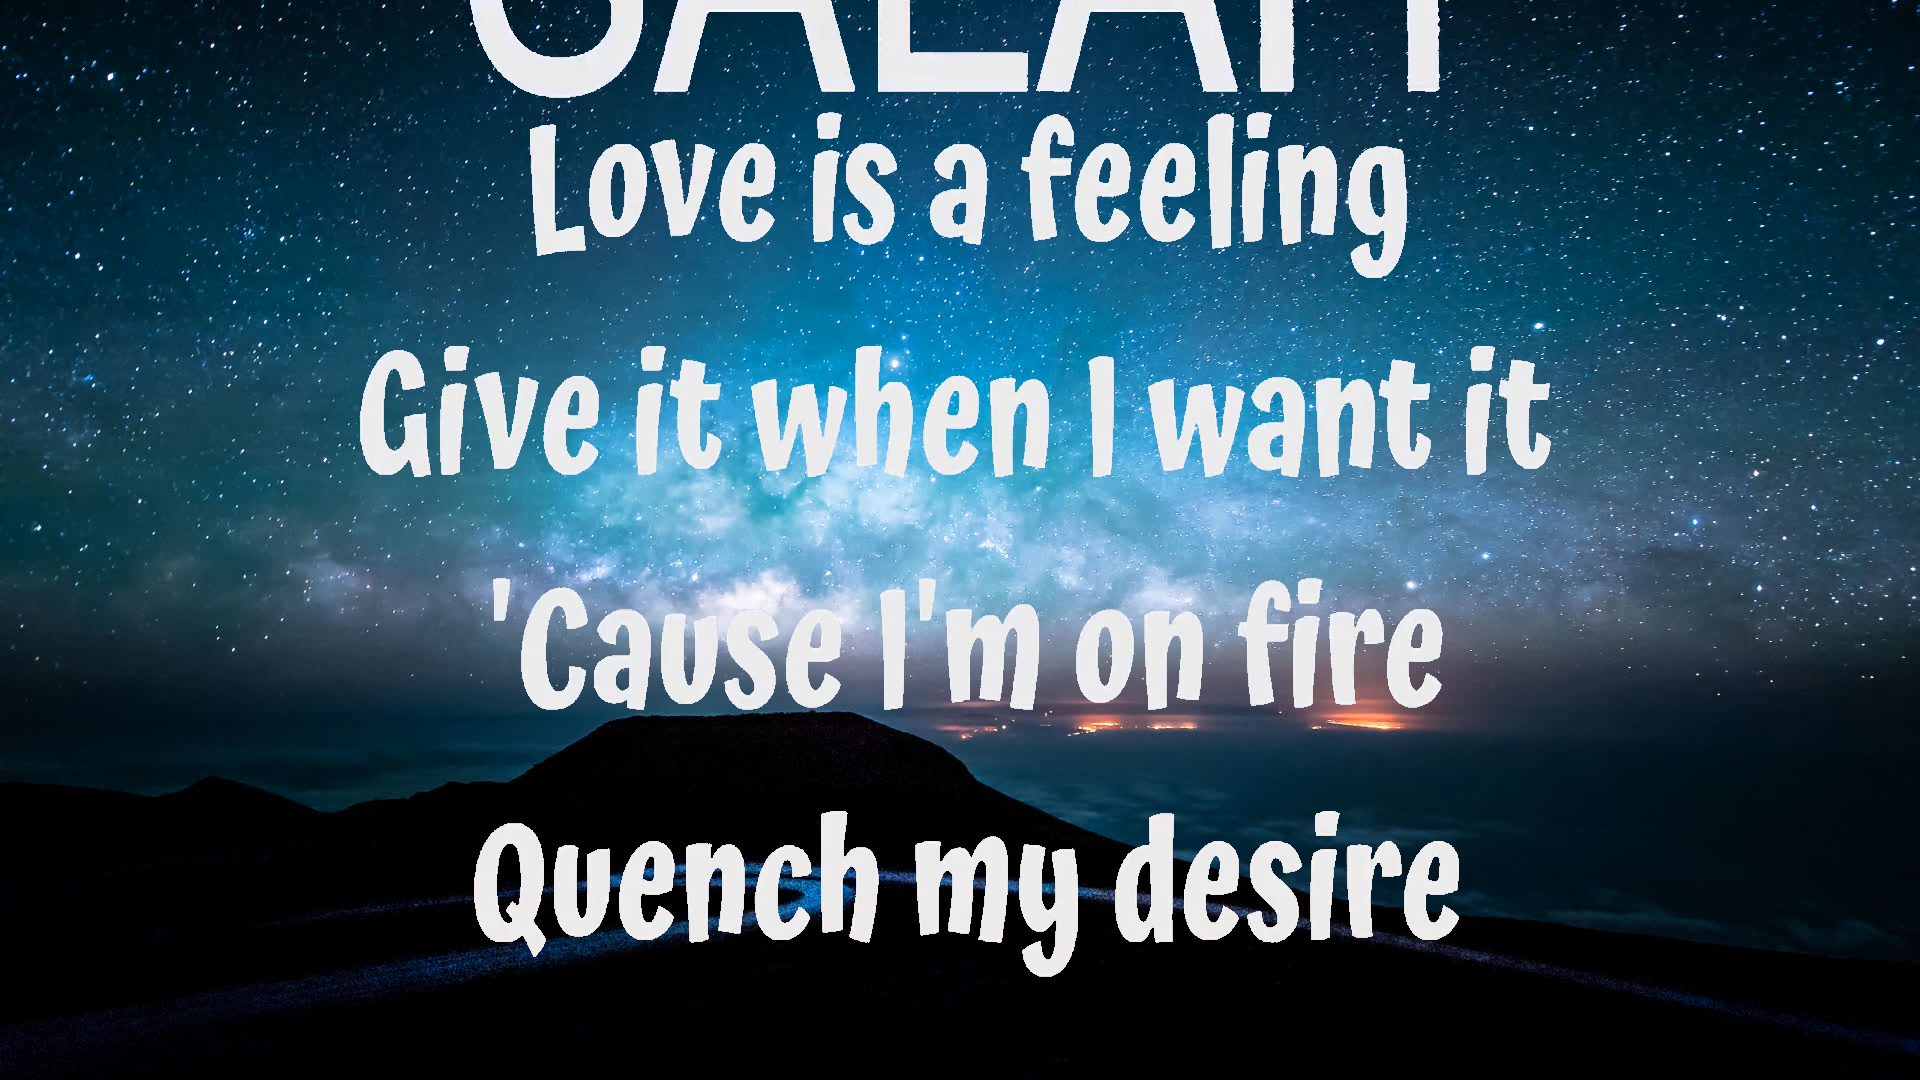 Love is a feeling
Give it when I want it
'Cause I'm on fire
Quench my desire